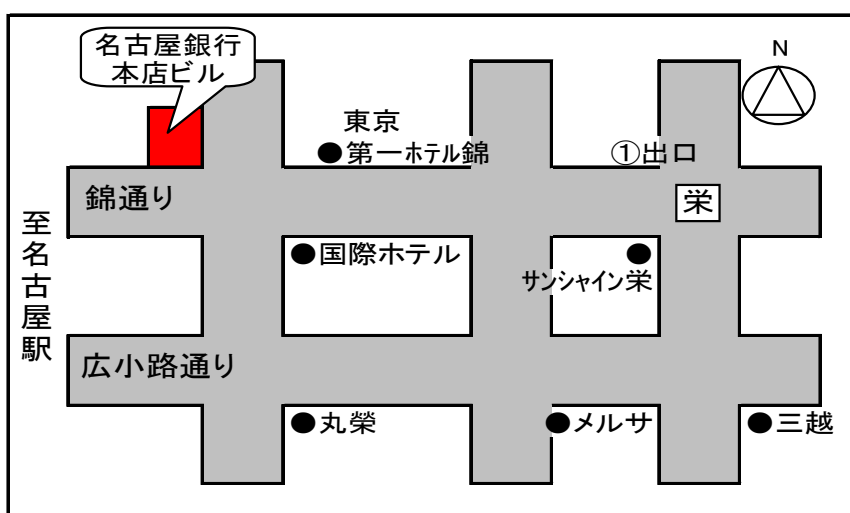 名古屋銀行
本店ビル
N
東京
●第一ホテル錦
①出口
錦通り
栄
至名古屋駅
●国際ホテル
●
サンシャイン栄
広小路通り
●丸榮
●メルサ
●三越